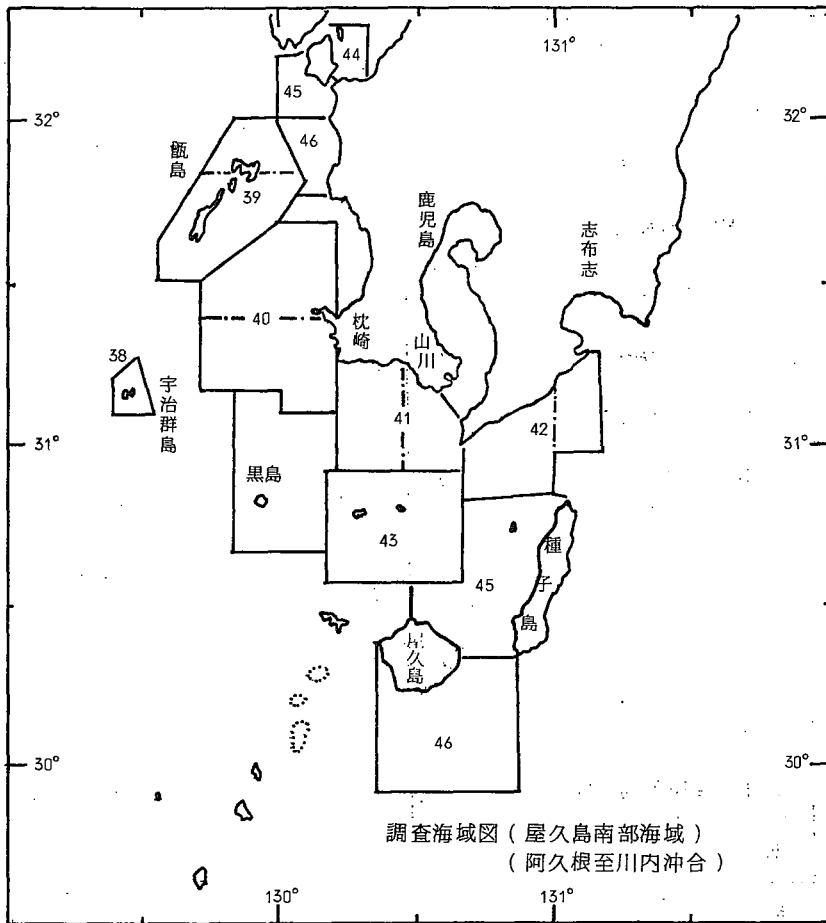 131°
44
45
32°
32°
46
甑島
39
鹿児島
志布志
40
枕崎
山川
38
宇治群島
41
42
31°
31°
黒島
43
種子島
45
屋久島
46
30°
30°
調査海域図(屋久島南部海域)
(阿久根至川内沖合)
130°
131°